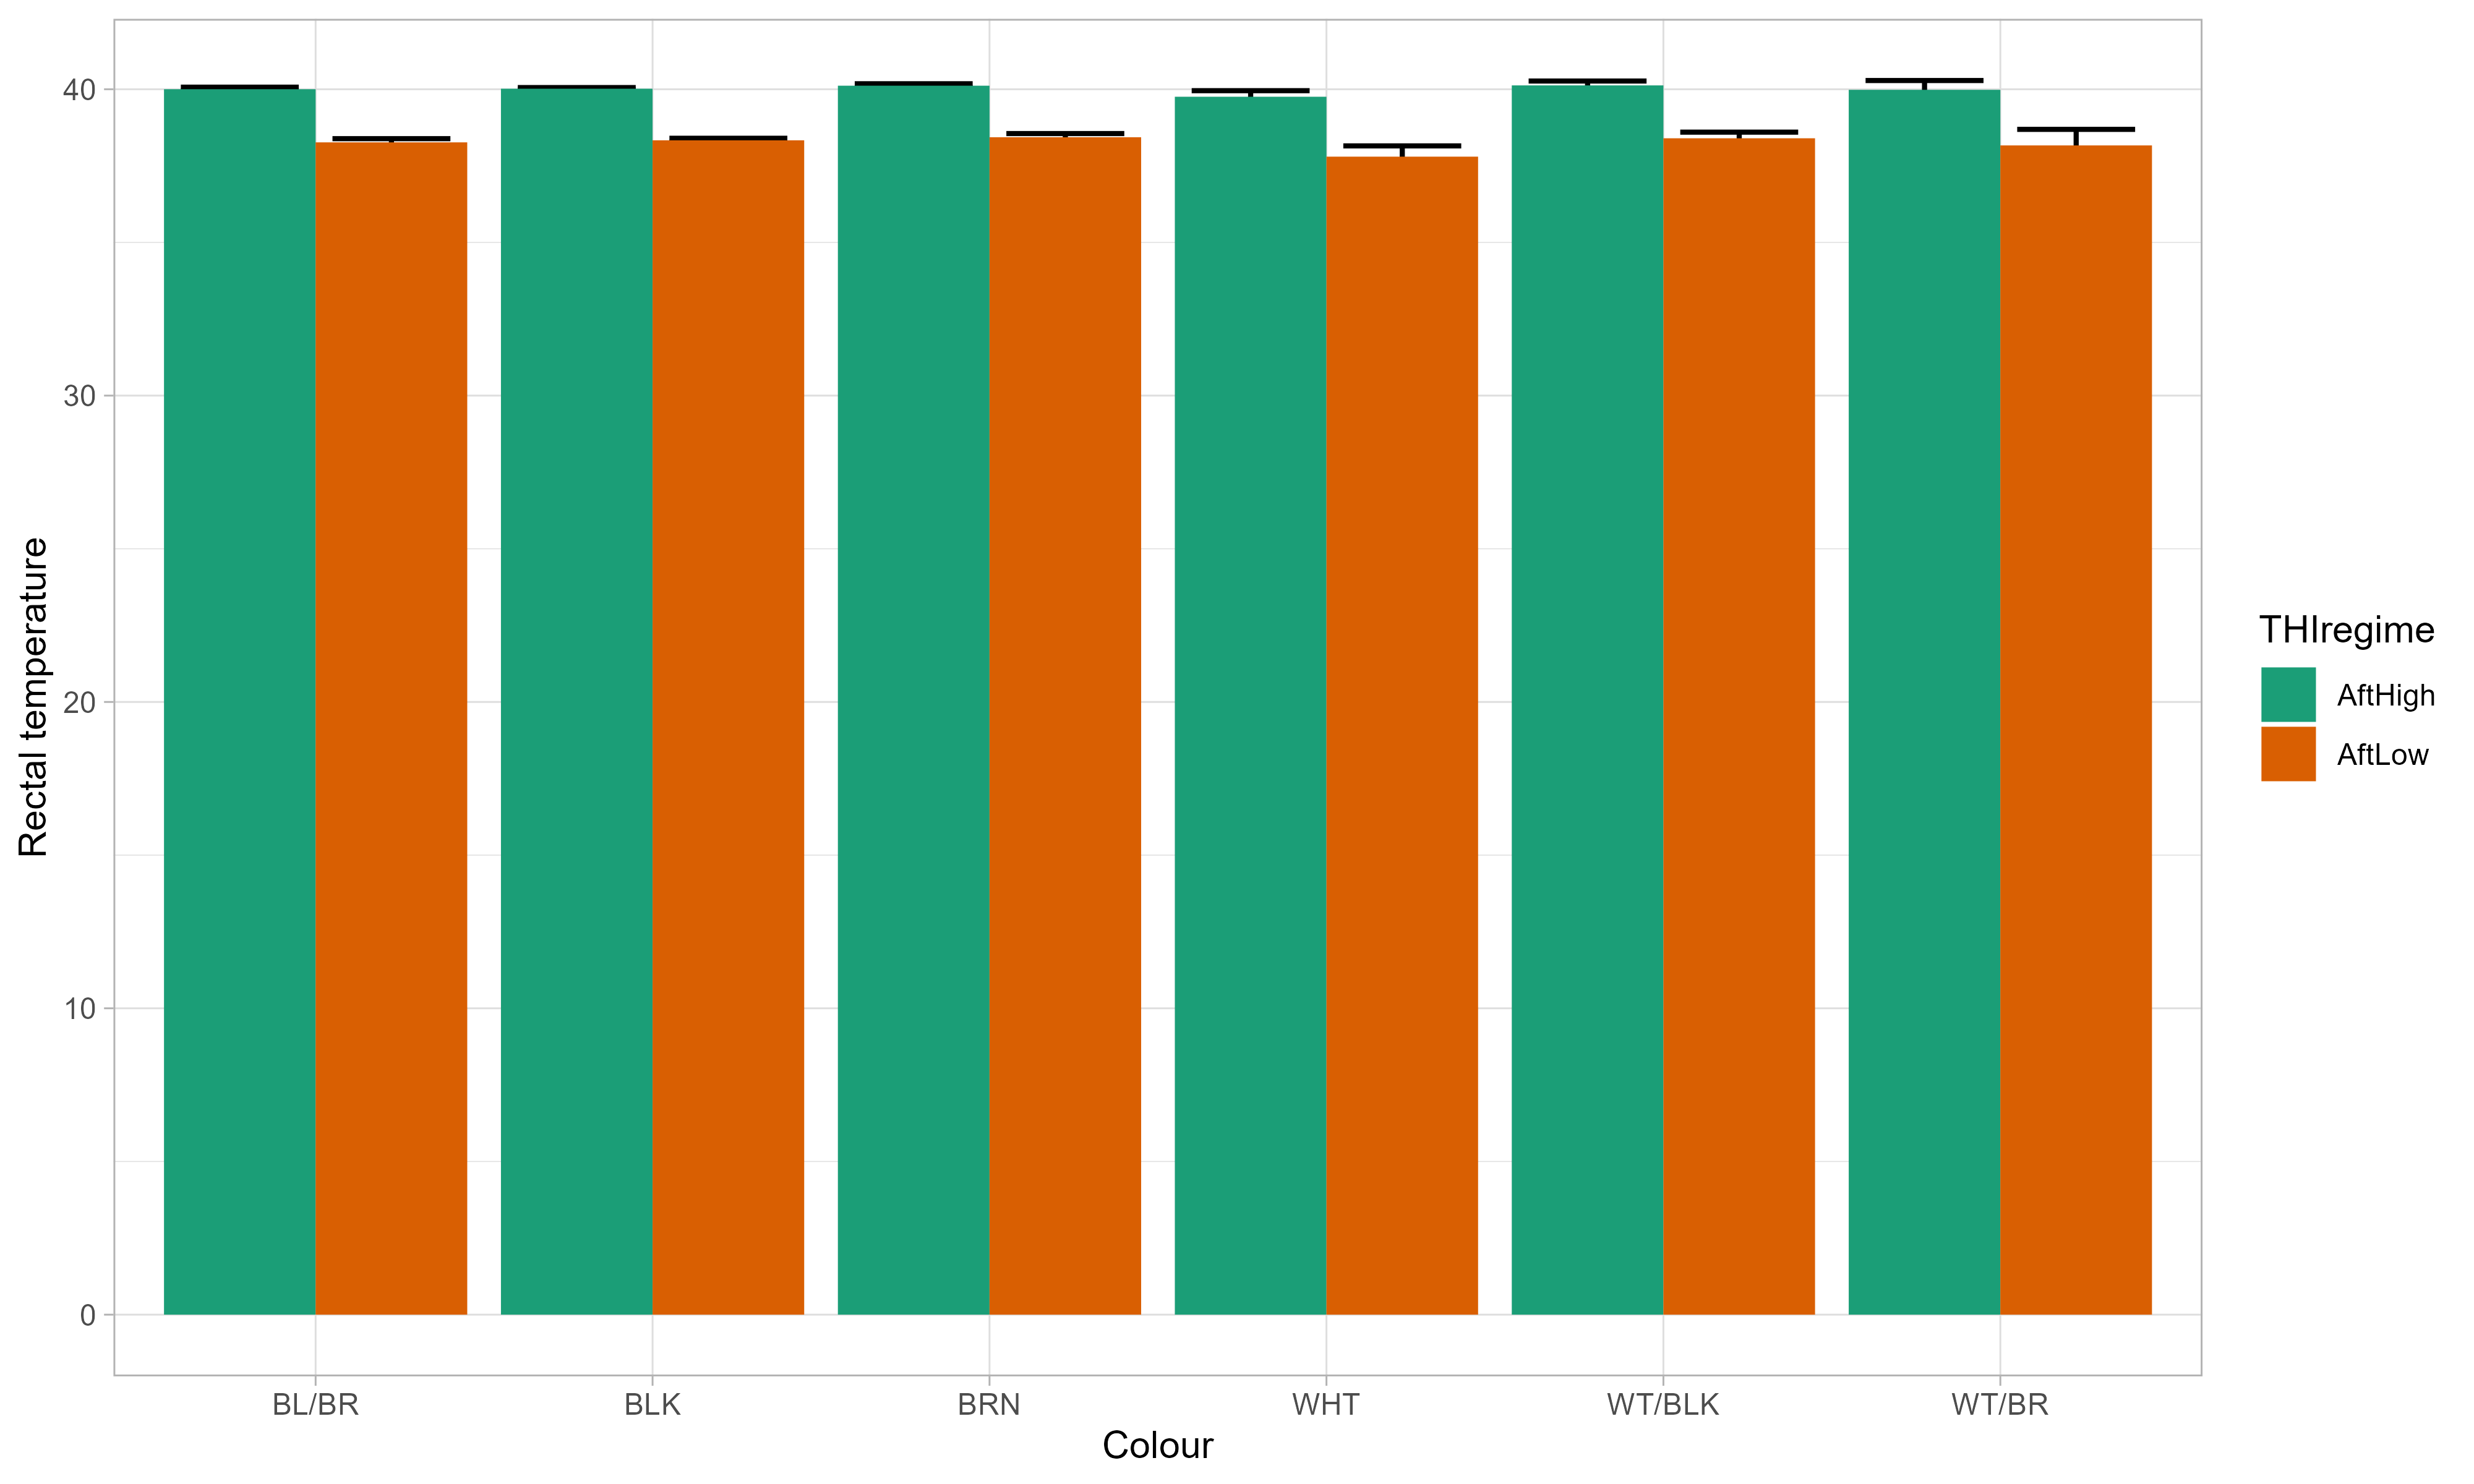 40
30
20
10
0
Rectal temperature
BL/BR BLK BRN WHT WT/BLK WT/BR
Colour
THIregime
AftHigh
AftLow